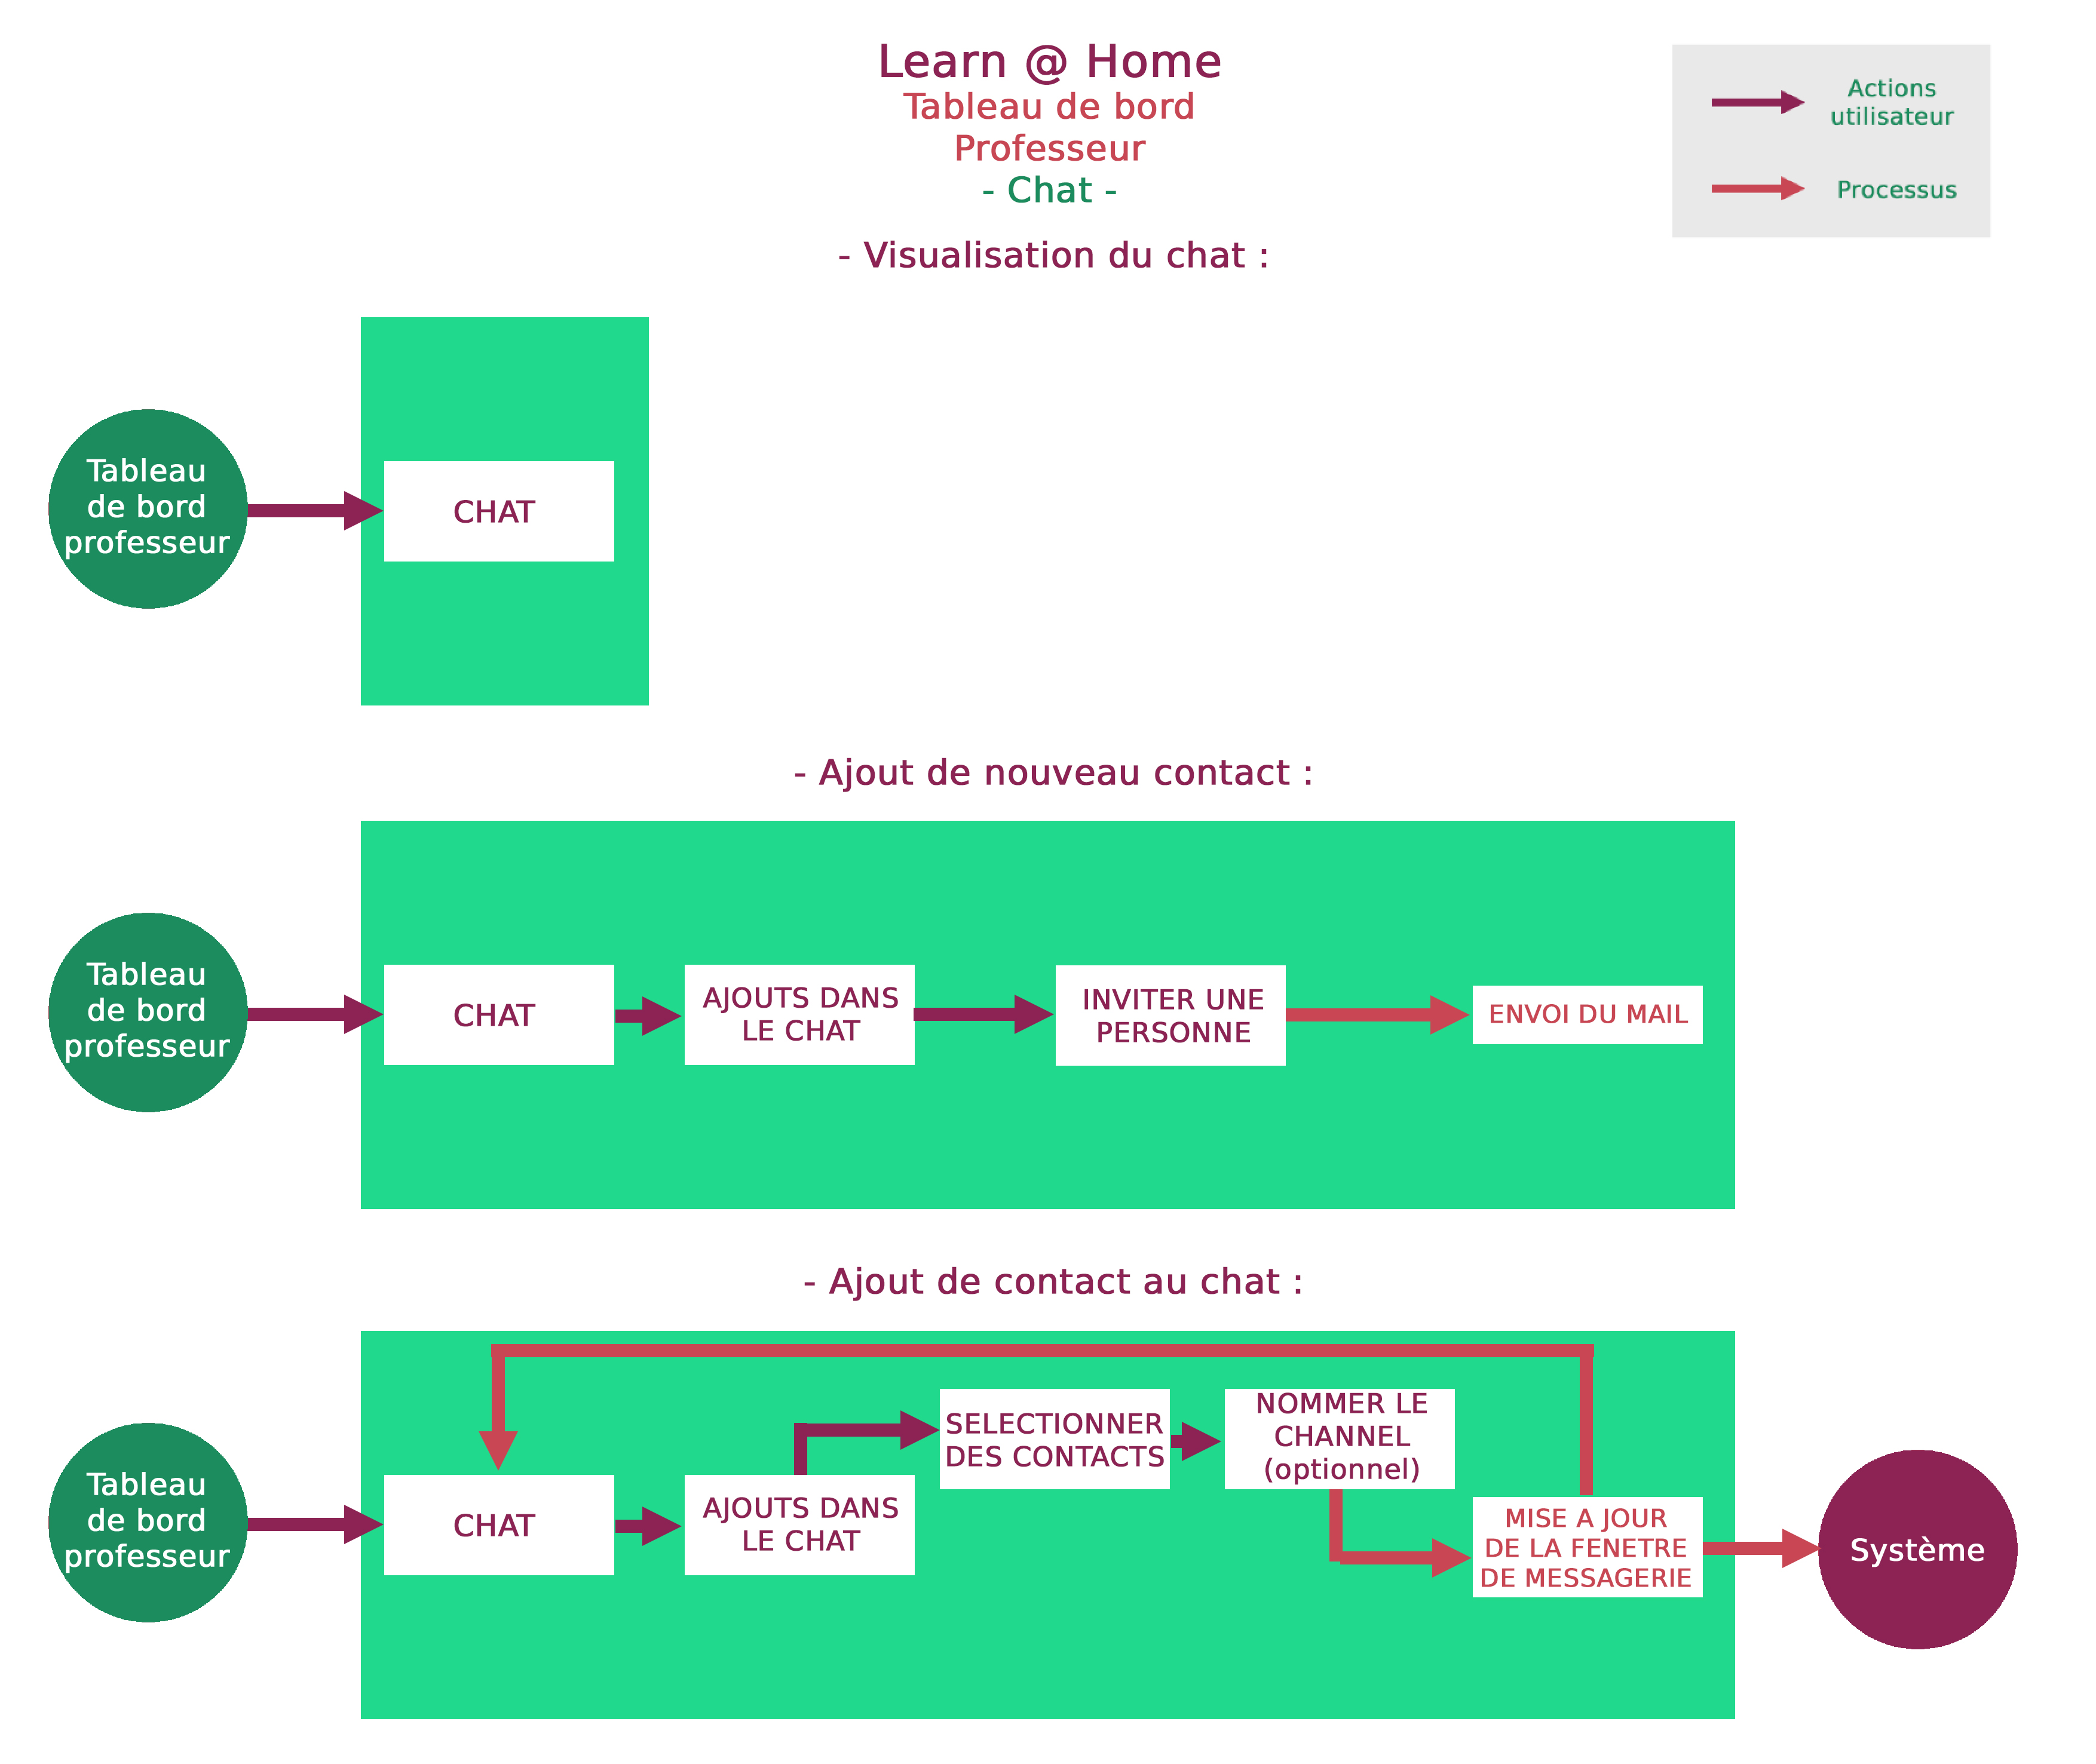 Learn @ Home
Tableau de bord
Professeur
- Chat -
Actions
utilisateur
Processus
- Visualisation du chat :
Tableau
de bord
professeur
CHAT
- Ajout de nouveau contact :
Tableau
de bord
professeur
CHAT
AJOUTS DANS
LE CHAT
INVITER UNE
PERSONNE
ENVOI DU MAIL
- Ajout de contact au chat :
Tableau
de bord
professeur
CHAT
AJOUTS DANS
LE CHAT
SELECTIONNER
DES CONTACTS
NOMMER LE
CHANNEL
(optionnel)
MISE A JOUR
DE LA FENETRE
DE MESSAGERIE
Système